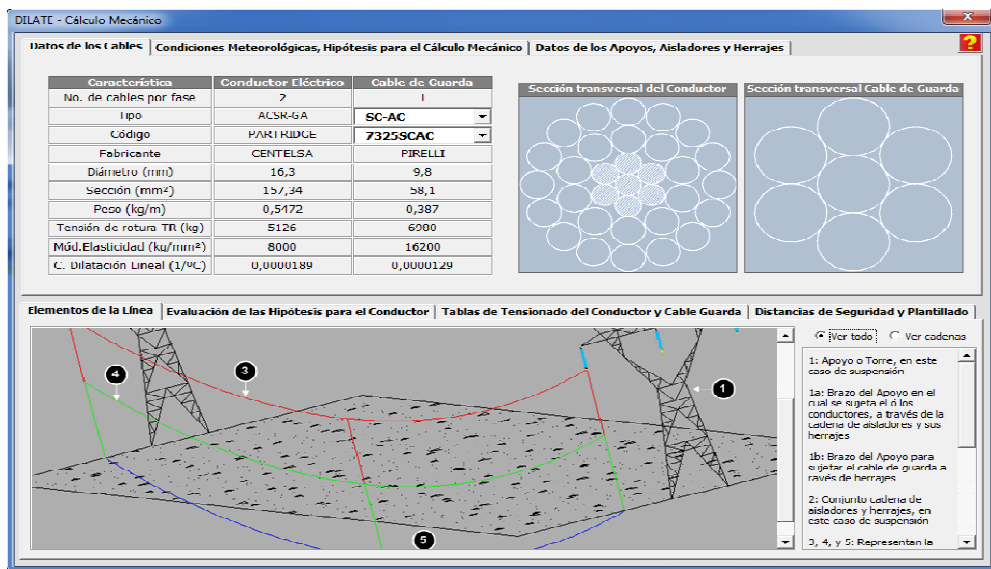 DILATE - Cálculo Mecánico
Datos de los Cables
Condiciones Meteorológicas, Hipótesis para el Cálculo Mecánico
Datos de los Apoyos, Aisladores y Herrajes
?
Característica Conductor Eléctrico Cable de Guarda
No. de cables por fase 2 1
Tipo ACSR-GA SC-AC
Código PARTRIDGE 7325SCAC
Fabricante CENTELSA PIRELLI
Diámetro (mm) 16,3 9,8
Sección (mm²) 157,34 58,1
Peso (kg/m) 0,5472 0,387
Tensión de rotura TR (kg) 5126 6980
Mód.Elasticidad (kg/mm²) 8000 16200
C. Dilatación Lineal (1/ºC) 0,0000189 0,0000129
Sección transversal del Conductor
Sección transversal Cable de Guarda
Elementos de la Línea
Evaluación de las Hipótesis para el Conductor
Tablas de Tensionado del Conductor y Cable Guarda
Distancias de Seguridad y Plantillado
4
3
1
5
Ver todo
Ver cadenas
1: Apoyo o Torre, en este
caso de suspensión
1a: Brazo del Apoyo en el
cual se sujeta el ó los
conductores, a través de la
cadena de aisladores y sus
herrajes
1b: Brazo del Apoyo para
sujetar el cable de guarda a
ravés de herrajes
2: Conjunto cadena de
aisladores y herrajes, en
este caso de suspensión
3, 4, y 5: Representan la